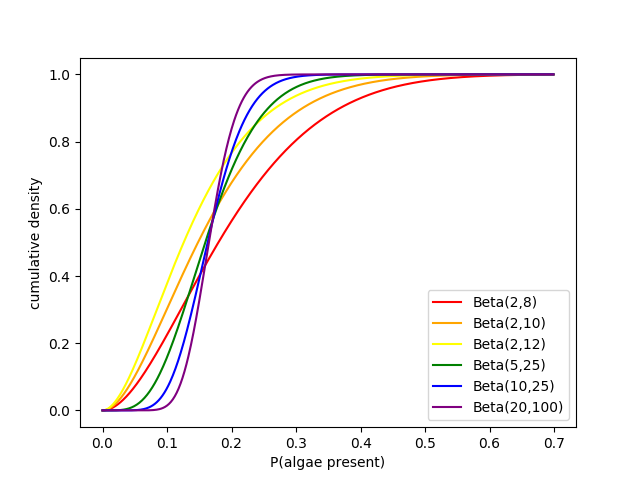 cumulative density
1.0
0.8
0.6
0.4
0.2
0.0
0.0 0.1 0.2 0.3 0.4 0.5 0.6 0.7
P(algae present)
Beta(2,8)
Beta(2,10)
Beta(2,12)
Beta(5,25)
Beta(10,25)
Beta(20,100)